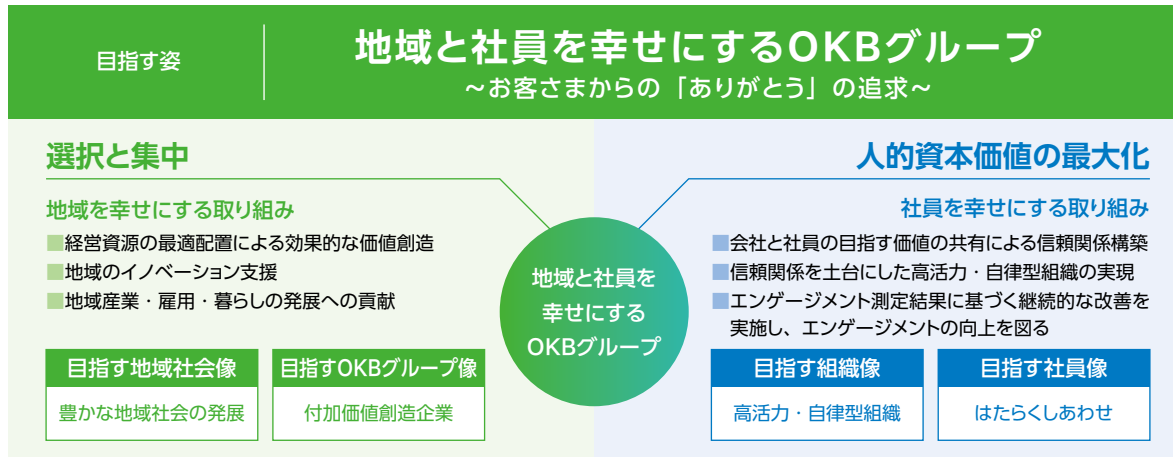 目指す姿
地域と社員を幸せにするOKBグループ
～お客さまからの「ありがとう」の追求～
選択と集中
地域を幸せにする取り組み
■経営資源の最適配置による効果的な価値創造
■地域のイノベーション支援
■地域産業・雇用・暮らしの発展への貢献
目指す地域社会像
豊かな地域社会の発展
目指すOKBグループ像
付加価値創造企業
地域と社員を
幸せにする
OKBグループ
人的資本価値の最大化
社員を幸せにする取り組み
■会社と社員の目指す価値の共有による信頼関係構築
■信頼関係を土台にした高活力・自律型組織の実現
■エンゲージメント測定結果に基づく継続的な改善を
実施し、エンゲージメントの向上を図る
目指す組織像
高活力・自律型組織
目指す社員像
はたらくしあわせ